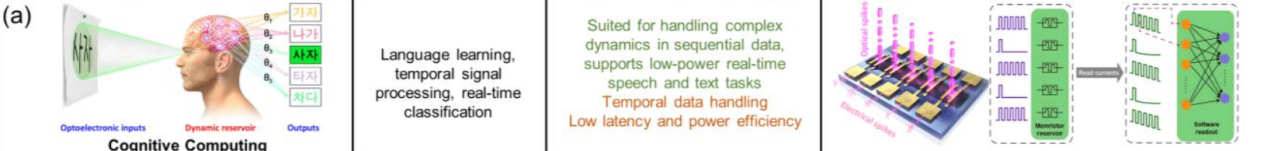 (a)
사자
θ₁
가자
θ₂
나가
θ₃
사자
θ₄
타자
θ₅
차다
Optoelectronic inputs
Dynamic reservoir
Outputs
Cognitive Computing
Language learning,
temporal signal
processing, real-time
classification
Suited for handling complex
dynamics in sequential data,
supports low-power real-time
speech and text tasks
Temporal data handling
Low latency and power efficiency
Optical spikes
Electrical spikes
Memristor
reservoir
Read currents
Software
readout